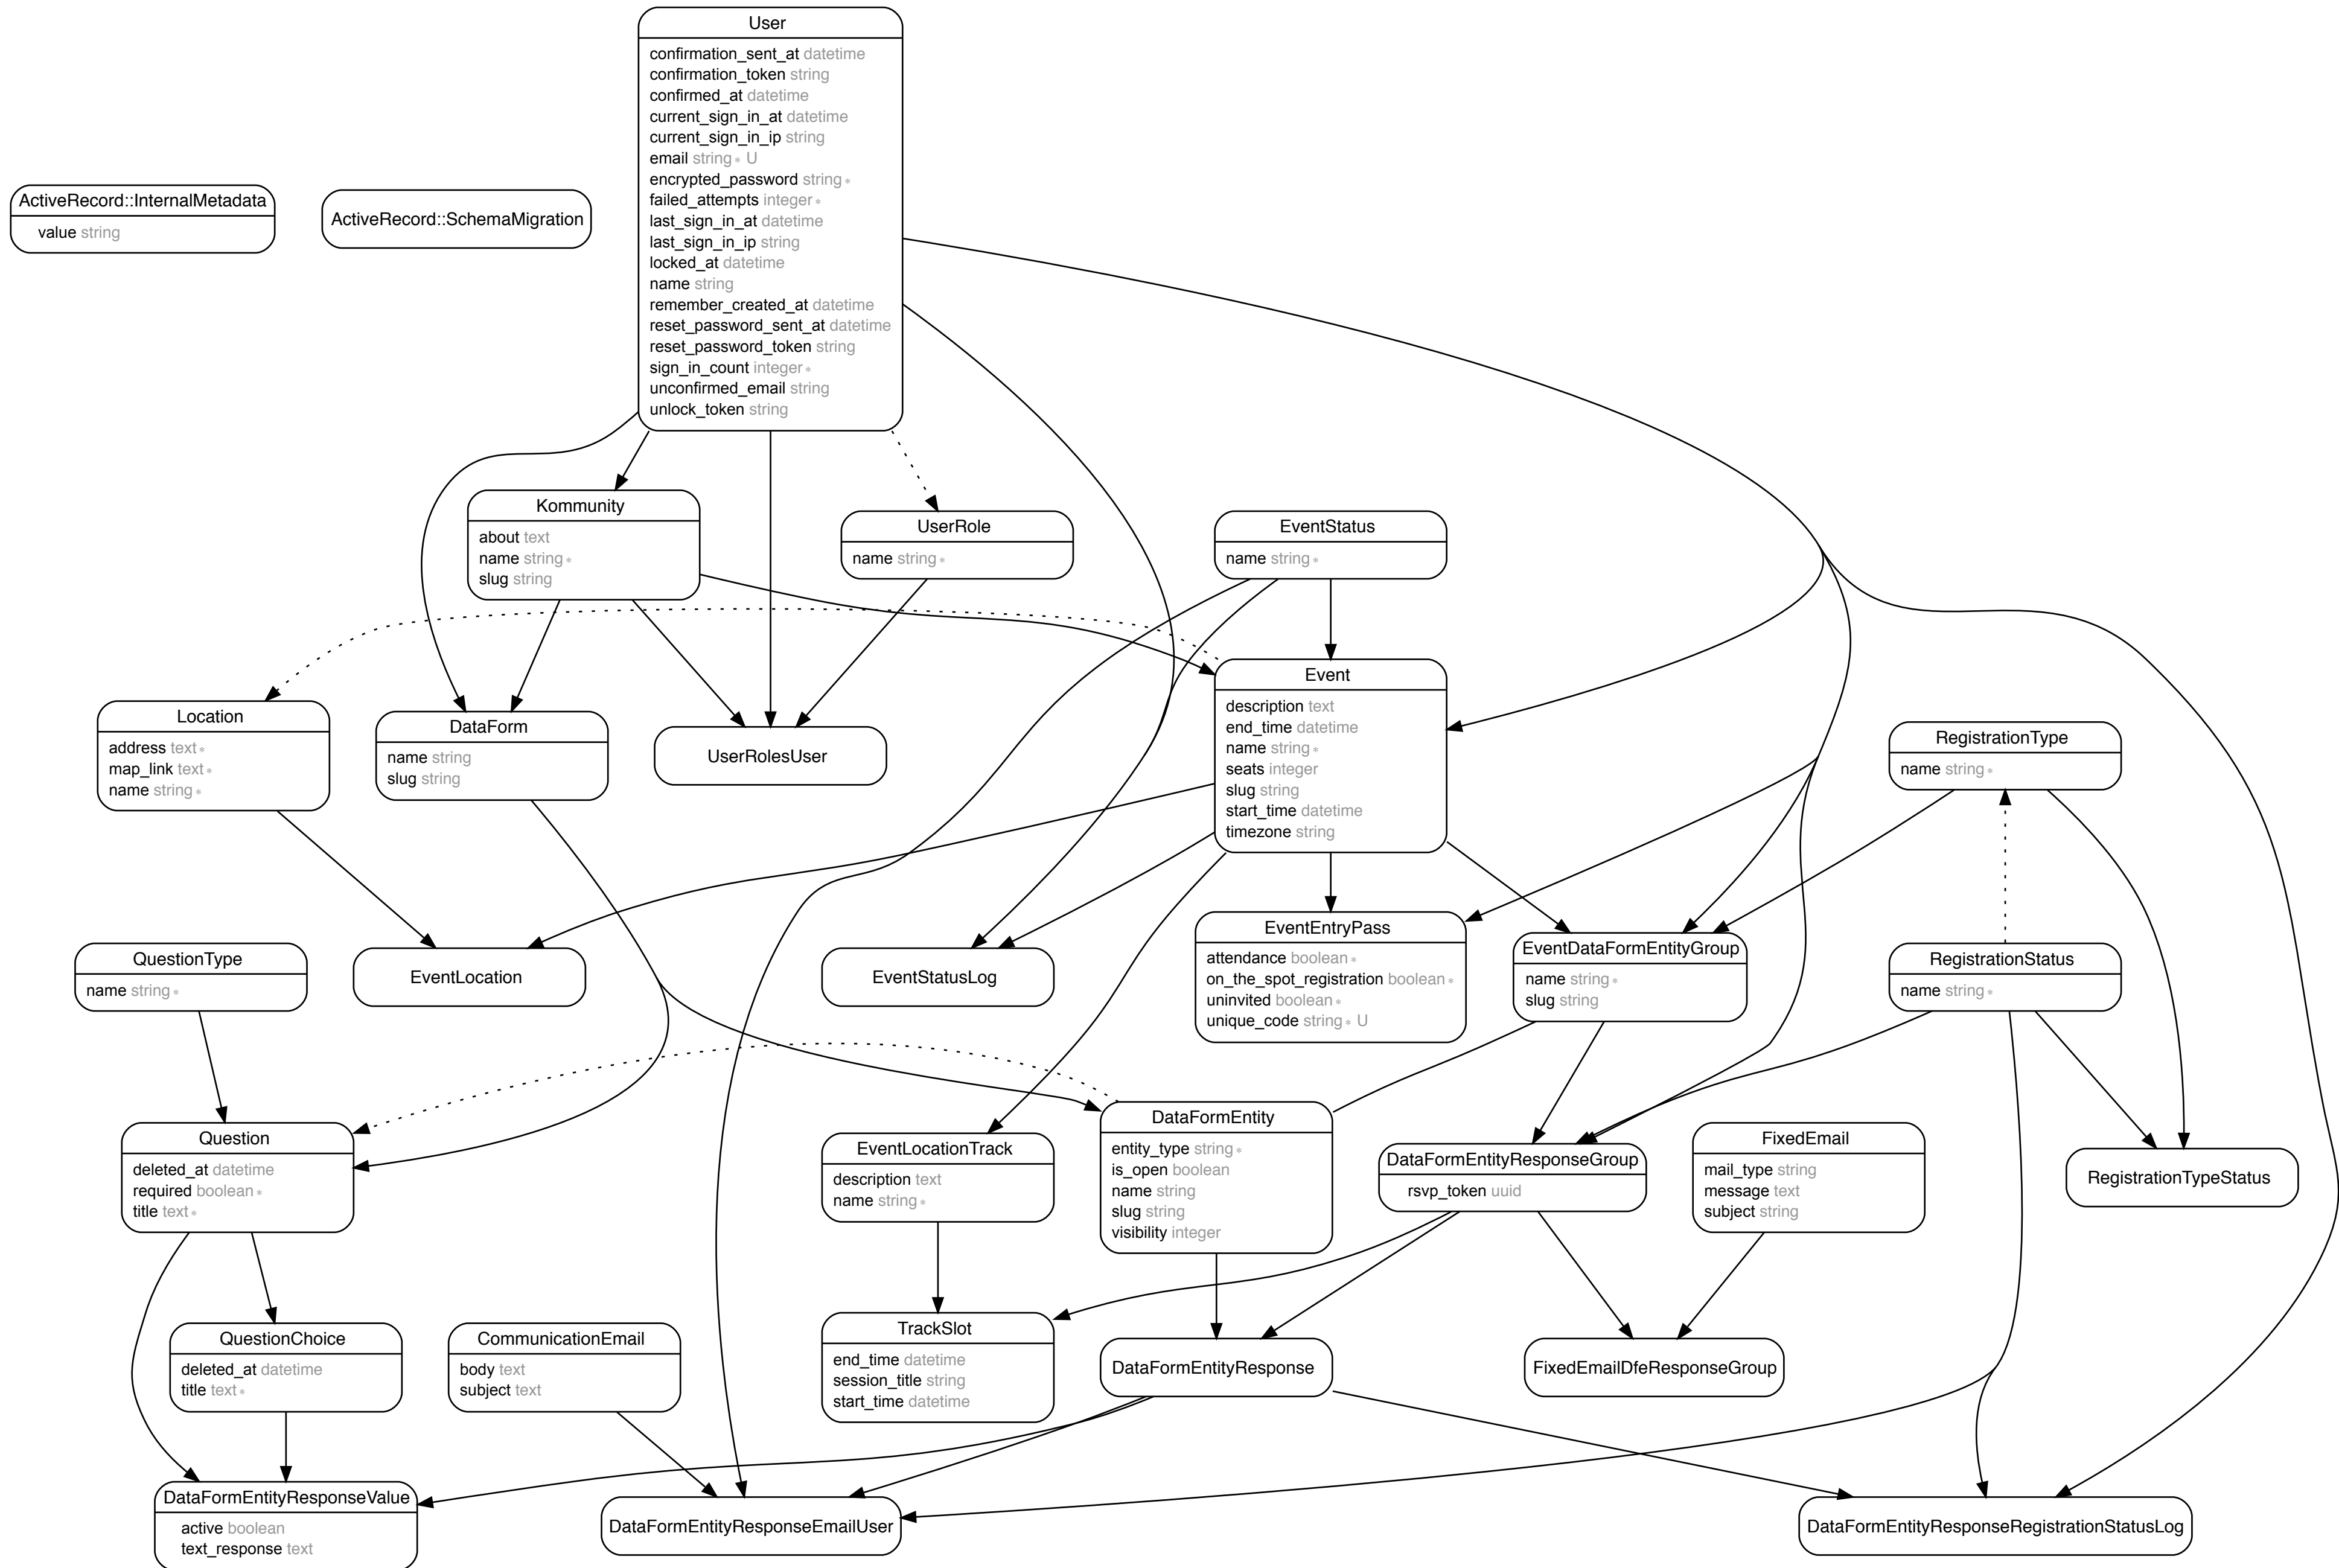 User
confirmation_sent_at datetime
confirmation_token string
confirmed_at datetime
current_sign_in_at datetime
current_sign_in_ip string
email string∗ U
encrypted_password string∗
failed_attempts integer∗
last_sign_in_at datetime
last_sign_in_ip string
locked_at datetime
name string
remember_created_at datetime
reset_password_sent_at datetime
reset_password_token string
sign_in_count integer∗
unconfirmed_email string
unlock_token string
ActiveRecord::InternalMetadata
value string
ActiveRecord::SchemaMigration
Kommunity
about text
name string∗
slug string
UserRole
name string∗
EventStatus
name string∗
Location
address text∗
map_link text∗
name string∗
DataForm
name string
slug string
UserRolesUser
Event
description text
end_time datetime
name string∗
seats integer
slug string
start_time datetime
timezone string
RegistrationType
name string∗
QuestionType
name string∗
EventLocation
EventStatusLog
EventEntryPass
attendance boolean∗
on_the_spot_registration boolean∗
uninvited boolean∗
unique_code string∗ U
EventDataFormEntityGroup
name string∗
slug string
RegistrationStatus
name string∗
Question
deleted_at datetime
required boolean∗
title text∗
EventLocationTrack
description text
name string∗
DataFormEntity
entity_type string∗
is_open boolean
name string
slug string
visibility integer
DataFormEntityResponseGroup
rsvp_token uuid
FixedEmail
mail_type string
message text
subject string
RegistrationTypeStatus
QuestionChoice
deleted_at datetime
title text∗
CommunicationEmail
body text
subject text
TrackSlot
end_time datetime
session_title string
start_time datetime
DataFormEntityResponse
FixedEmailDfeResponseGroup
DataFormEntityResponseValue
active boolean
text_response text
DataFormEntityResponseEmailUser
DataFormEntityResponseRegistrationStatusLog